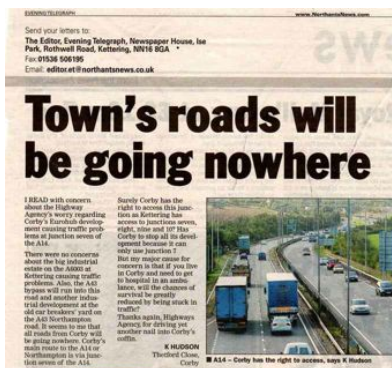 EVENING TELEGRAPH
www.NorthantsNews.com
Send your letters to:
The Editor, Evening Telegraph, Newspaper House, Ise
Park, Rothwell Road, Kettering, NN16 8GA
Fax:01536 506195
Email: editor.et@northantsnews.co.uk
Town's roads will
be going nowhere
I READ with concern
about the Highway
Agency's worry regarding
Corby's Eurohub develop-
ment causing traffic prob-
lems at junction seven of
the A14.
There were no concerns
about the big industrial
estate on the A6003 at
Kettering causing traffic
problems. Also, the A43
bypass will run into this
road and another indus-
trial development at the
old car breakers' yard on
the A43 Northampton
road. It seems to me that
all roads from Corby will
be going nowhere. Corby's
main route to the A14 or
Northampton is via junc-
tion seven of the A14.
Surely Corby has the
right to access this junc-
tion as Kettering has
access to junctions seven,
eight, nine and 10? Has
Corby to stop all its devel-
opment because it can
only use junction 7
But my major cause for
concern is that if you live
in Corby and need to get
to hospital in an ambu-
lance, will the chances of
survival be greatly
reduced by being stuck in
traffic?
Thanks again, Highways
Agency, for driving yet
another nail into Corby's
coffin.
K HUDSON
Thetford Close,
Corby
A14 – Corby has the right to access, says K Hudson